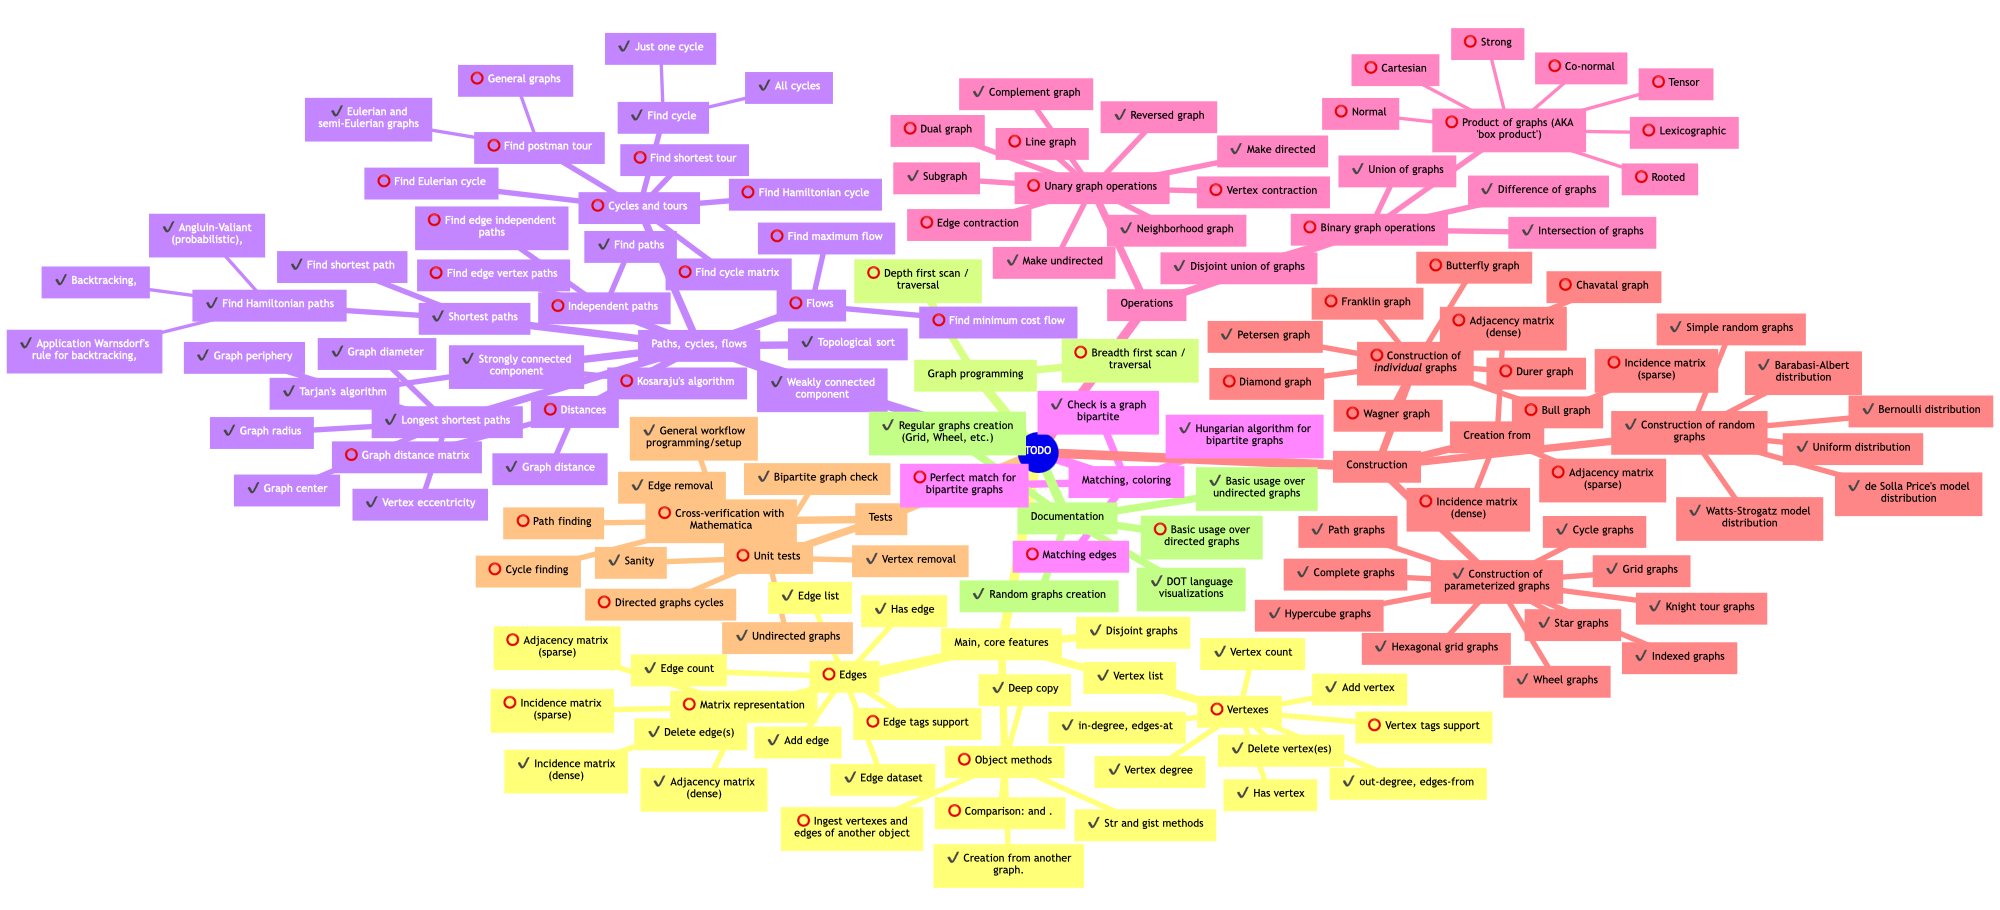 ✔ Just one cycle
⭕ General graphs
✔ All cycles
✔ Eulerian and
semi-Eulerian graphs
✔ Find cycle
⭕ Find postman tour
⭕ Find shortest tour
⭕ Find Eulerian cycle
⭕ Find Hamiltonian cycle
⭕ Cycles and tours
⭕ Find edge independent
paths
✔ Angluin-Valiant
(probabilistic),
✔ Find paths
⭕ Find maximum flow
✔ Find shortest path
⭕ Find edge vertex paths
⭕ Find cycle matrix
✔ Backtracking,
✔ Find Hamiltonian paths
⭕ Independent paths
⭕ Flows
✔ Shortest paths
⭕ Find minimum cost flow
✔ Application Warnsdorf's
rule for backtracking,
✔ Graph periphery
✔ Graph diameter
Paths, cycles, flows
✔ Topological sort
✔ Strongly connected
component
✔ Tarjan's algorithm
⭕ Kosaraju's algorithm
✔ Weakly connected
component
⭕ Distances
✔ Longest shortest paths
✔ Graph radius
⭕ Graph distance matrix
✔ Graph distance
✔ Graph center
✔ Vertex eccentricity
✔ Complement graph
✔ Reversed graph
⭕ Dual graph
⭕ Line graph
✔ Make directed
✔ Subgraph
⭕ Unary graph operations
⭕ Vertex contraction
⭕ Edge contraction
✔ Neighborhood graph
✔ Make undirected
✔ Disjoint union of graphs
Operations
⭕ Strong
⭕ Cartesian
⭕ Co-normal
⭕ Tensor
⭕ Normal
⭕ Product of graphs (AKA
'box product')
⭕ Lexicographic
✔ Union of graphs
⭕ Rooted
✔ Difference of graphs
⭕ Binary graph operations
✔ Intersection of graphs
⭕ Depth first scan /
traversal
⭕ Breadth first scan /
traversal
Graph programming
✔ Check is a graph
bipartite
✔ Regular graphs creation
(Grid, Wheel, etc.)
✔ Hungarian algorithm for
bipartite graphs
TODO
⭕ Perfect match for
bipartite graphs
Matching, coloring
⭕ Matching edges
✔ Basic usage over
undirected graphs
Documentation
⭕ Basic usage over
directed graphs
✔ DOT language
visualizations
✔ Random graphs creation
⭕ Butterfly graph
✔ Chavatal graph
⭕ Franklin graph
⭕ Adjacency matrix
(dense)
✔ Petersen graph
⭕ Construction of
individual graphs
⭕ Diamond graph
⭕ Durer graph
⭕ Wagner graph
⭕ Bull graph
⭕ Incidence matrix
(sparse)
✔ Simple random graphs
✔ Barabasi-Albert
distribution
✔ Bernoulli distribution
✔ Construction of random
graphs
✔ Uniform distribution
Creation from
Construction
⭕ Adjacency matrix
(sparse)
✔ de Solla Price's model
distribution
⭕ Incidence matrix
(dense)
✔ Watts-Strogatz model
distribution
✔ Path graphs
✔ Cycle graphs
✔ Complete graphs
✔ Construction of
parameterized graphs
✔ Grid graphs
✔ Hypercube graphs
✔ Knight tour graphs
✔ Star graphs
✔ Hexagonal grid graphs
✔ Indexed graphs
✔ Wheel graphs
✔ General workflow
programming/setup
✔ Bipartite graph check
✔ Edge removal
⭕ Path finding
⭕ Cross-verification with
Mathematica
Tests
⭕ Cycle finding
✔ Sanity
⭕ Unit tests
✔ Vertex removal
⭕ Directed graphs cycles
✔ Undirected graphs
✔ Edge list
✔ Has edge
Main, core features
✔ Disjoint graphs
⭕ Adjacency matrix
(sparse)
✔ Edge count
⭕ Edges
✔ Vertex list
✔ Vertex count
✔ Deep copy
✔ Add vertex
⭕ Incidence matrix
(sparse)
⭕ Matrix representation
⭕ Vertexes
⭕ Edge tags support
✔ in-degree, edges-at
⭕ Vertex tags support
✔ Delete edge(s)
✔ Add edge
✔ Delete vertex(es)
⭕ Object methods
✔ Incidence matrix
(dense)
✔ Adjacency matrix
(dense)
✔ Edge dataset
✔ Vertex degree
✔ out-degree, edges-from
✔ Has vertex
⭕ Ingest vertexes and
edges of another object
⭕ Comparison: and .
✔ Str and gist methods
✔ Creation from another
graph.